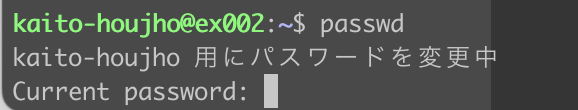 kaito-houjho@ex002:~$ passwd
kaito-houjho 用にパスワードを変更中
Current password: